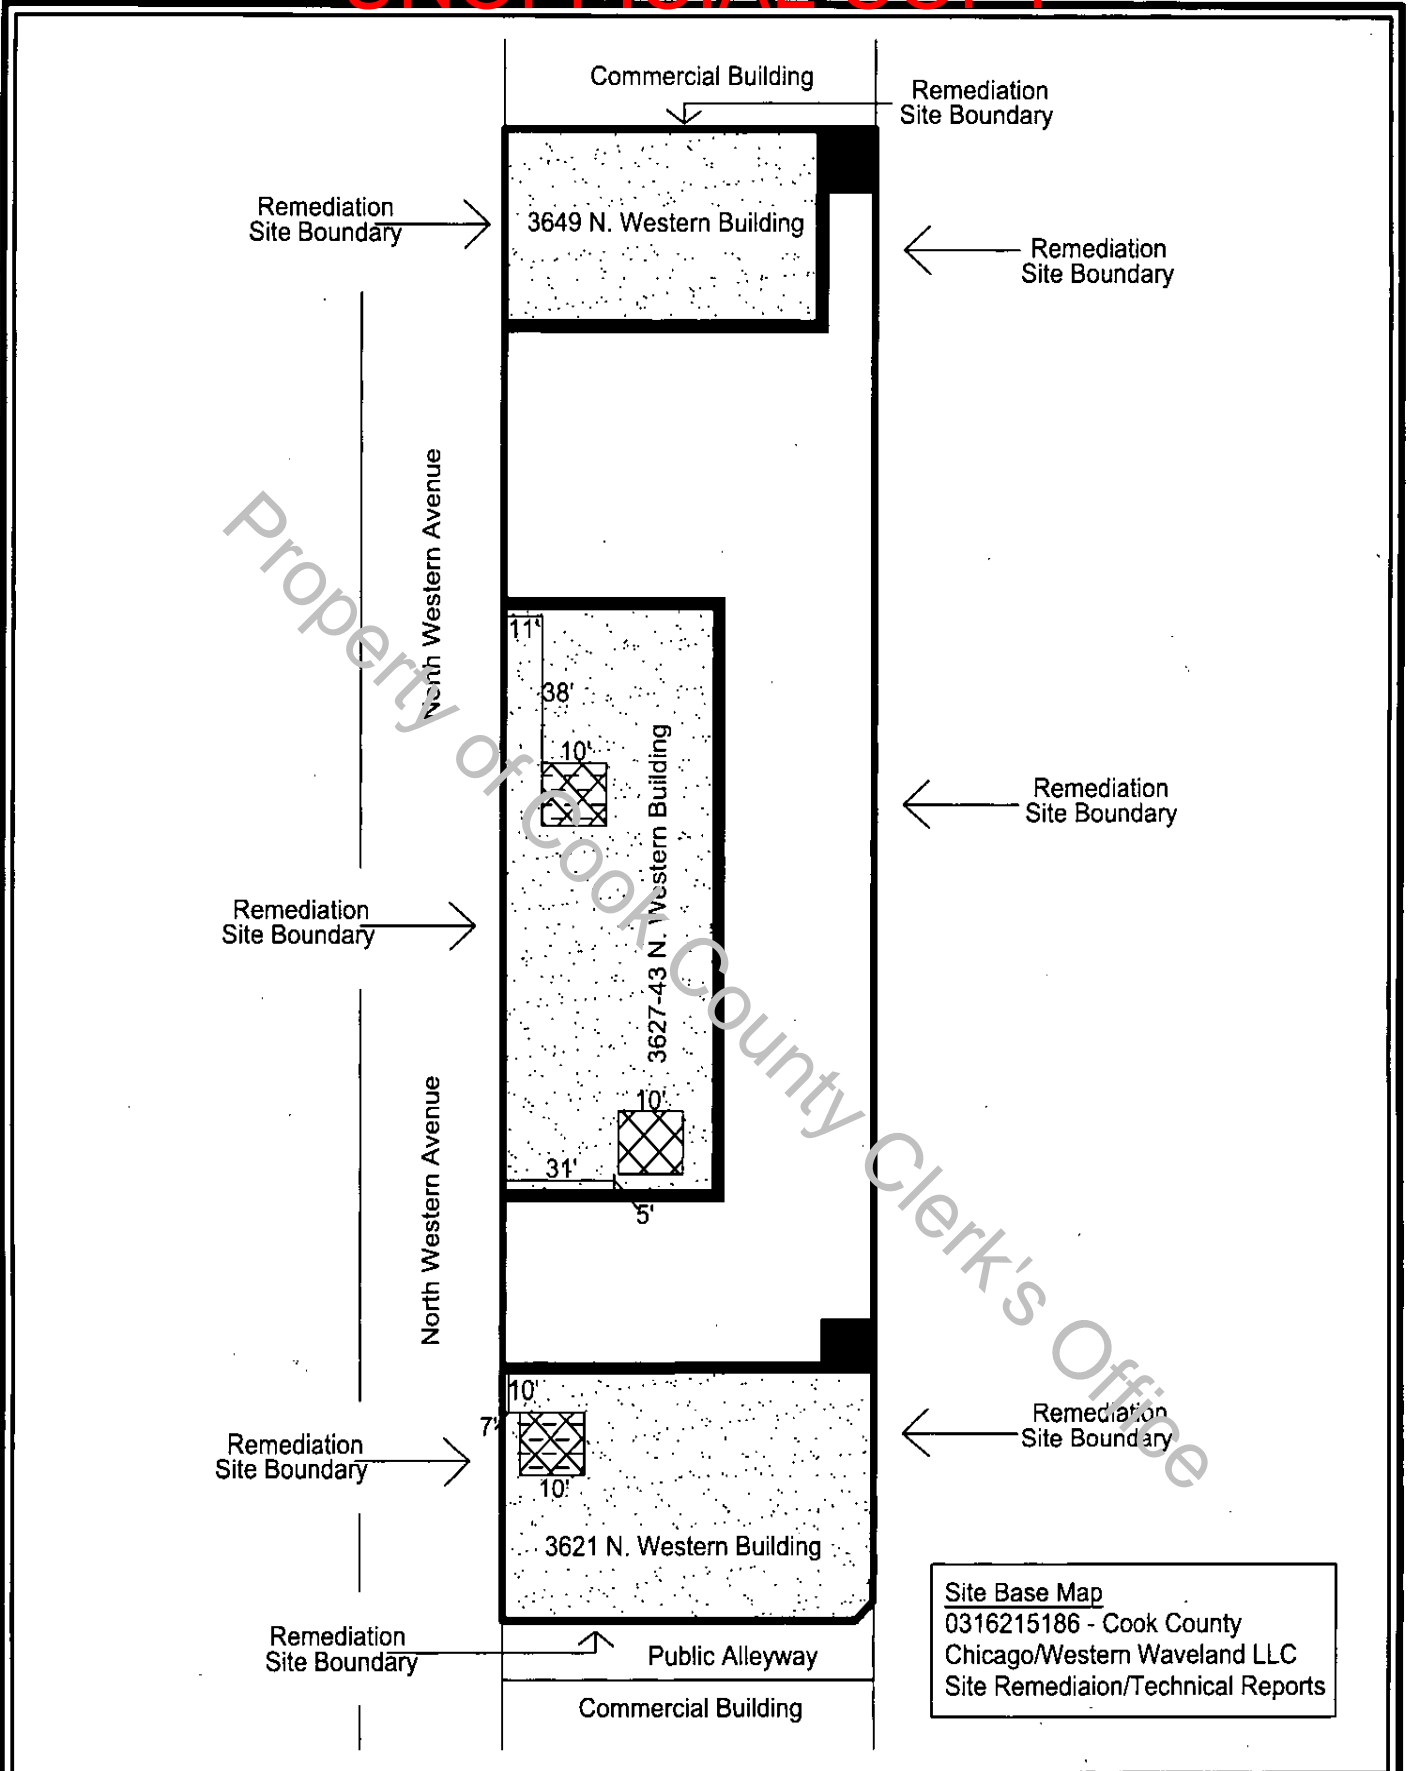 UNOFFICIAL COPY
Commercial Building
Remediation
Site Boundary
Remediation
Site Boundary
3649 N. Western Building
Remediation
Site Boundary
North Western Avenue
11'
38'
10'
3627-43 N. Western Building
Remediation
Site Boundary
Remediation
Site Boundary
10'
31'
5'
North Western Avenue
10'
7'
10'
Remediation
Site Boundary
Remediation
Site Boundary
3621 N. Western Building
Remediation
Site Boundary
Public Alleyway
Commercial Building
Site Base Map
0316215186 - Cook County
Chicago/Western Waveland LLC
Site Remediaion/Technical Reports
Property of Cook County Clerk's Office